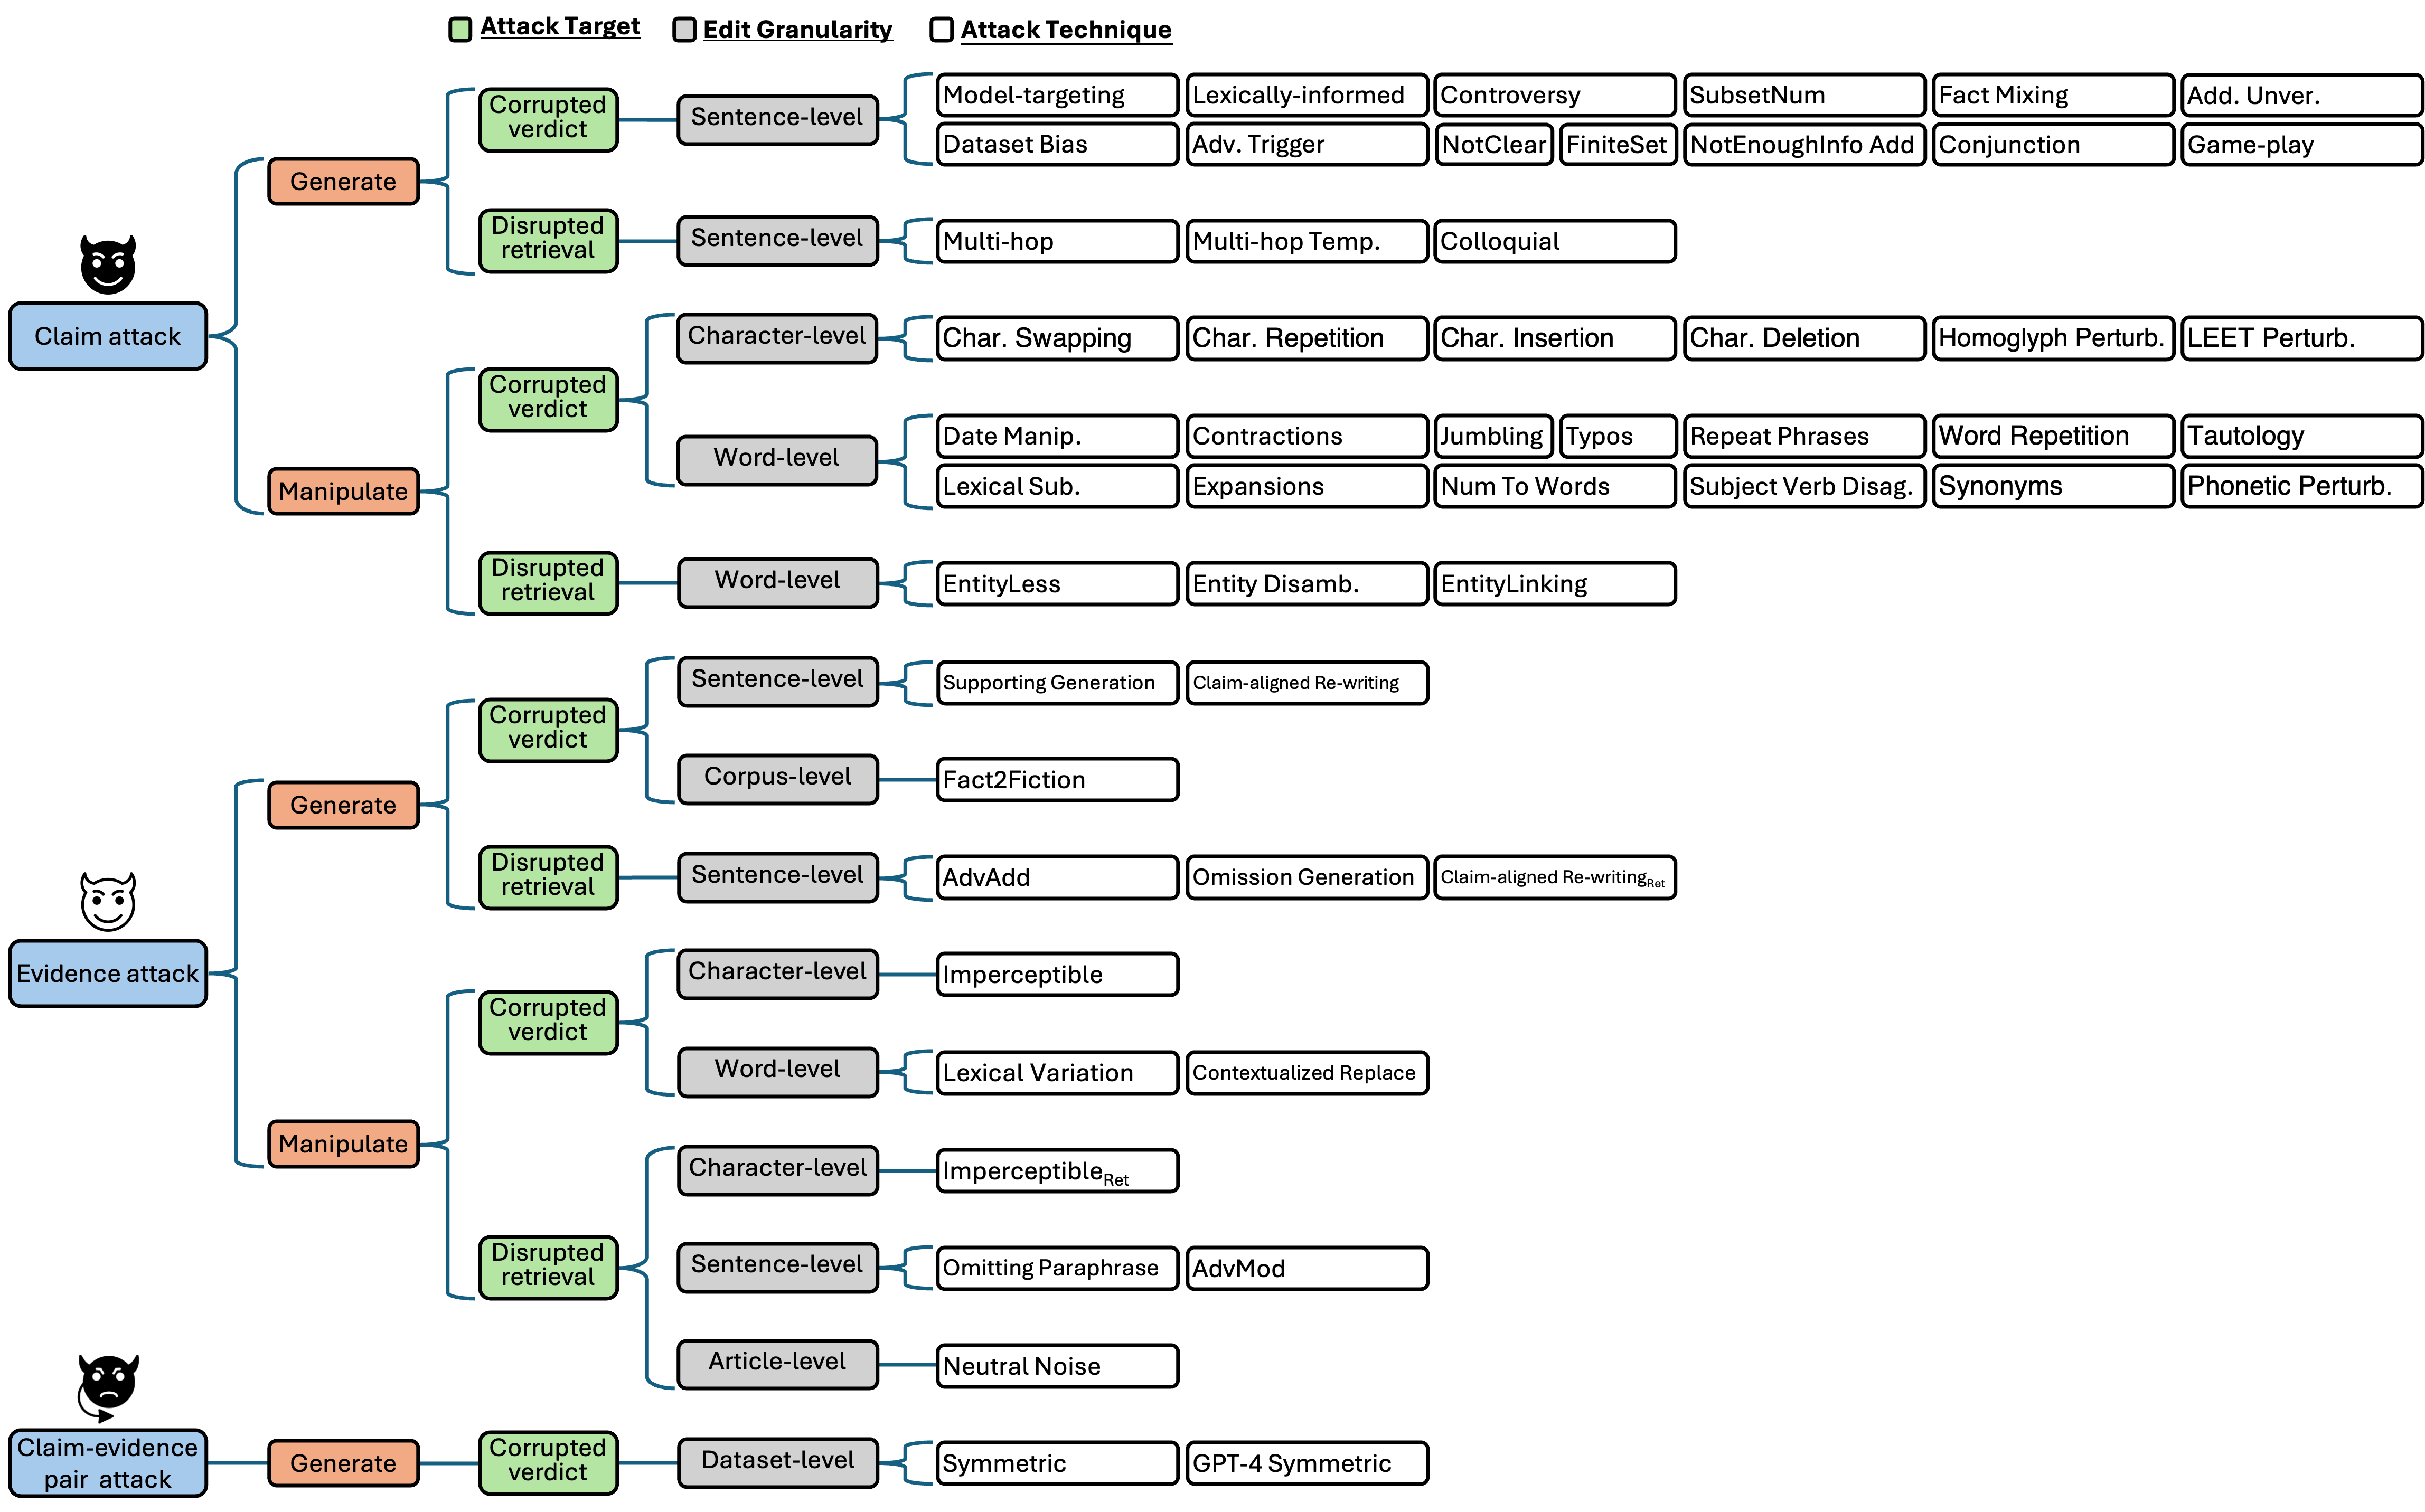 Attack Target
Edit Granularity
Attack Technique
Claim attack
Generate
Corrupted
verdict
Sentence-level
Model-targeting
Lexically-informed
Controversy
SubsetNum
Fact Mixing
Add. Unver.
Dataset Bias
Adv. Trigger
NotClear
FiniteSet
NotEnoughInfo Add
Conjunction
Game-play
Disrupted
retrieval
Sentence-level
Multi-hop
Multi-hop Temp.
Colloquial
Manipulate
Corrupted
verdict
Character-level
Char. Swapping
Char. Repetition
Char. Insertion
Char. Deletion
Homoglyph Perturb.
LEET Perturb.
Word-level
Date Manip.
Contractions
Jumbling
Typos
Repeat Phrases
Word Repetition
Tautology
Lexical Sub.
Expansions
Num To Words
Subject Verb Disag.
Synonyms
Phonetic Perturb.
Disrupted
retrieval
Word-level
EntityLess
Entity Disamb.
EntityLinking
Evidence attack
Generate
Corrupted
verdict
Sentence-level
Supporting Generation
Claim-aligned Re-writing
Corpus-level
Fact2Fiction
Disrupted
retrieval
Sentence-level
AdvAdd
Omission Generation
Claim-aligned Re-writingRet
Manipulate
Corrupted
verdict
Character-level
Imperceptible
Word-level
Lexical Variation
Contextualized Replace
Disrupted
retrieval
Character-level
ImperceptibleRet
Sentence-level
Omitting Paraphrase
AdvMod
Article-level
Neutral Noise
Claim-evidence
pair attack
Generate
Corrupted
verdict
Dataset-level
Symmetric
GPT-4 Symmetric